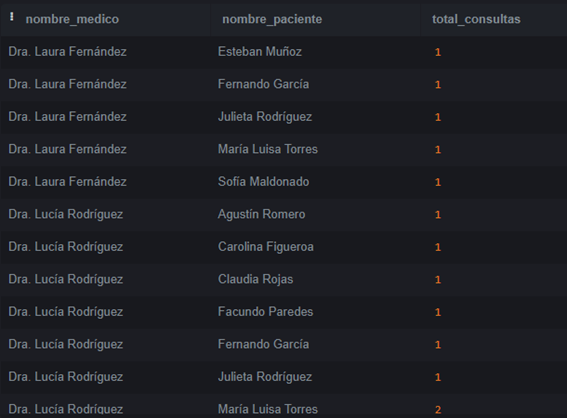 nombre_medico nombre_paciente total_consultas
Dra. Laura Fernández Esteban Muñoz 1
Dra. Laura Fernández Fernando García 1
Dra. Laura Fernández Julieta Rodríguez 1
Dra. Laura Fernández María Luisa Torres 1
Dra. Laura Fernández Sofía Maldonado 1
Dra. Lucía Rodríguez Agustín Romero 1
Dra. Lucía Rodríguez Carolina Figueroa 1
Dra. Lucía Rodríguez Claudia Rojas 1
Dra. Lucía Rodríguez Facundo Paredes 1
Dra. Lucía Rodríguez Fernando García 1
Dra. Lucía Rodríguez Julieta Rodríguez 1
Dra. Lucía Rodríguez María Luisa Torres 2